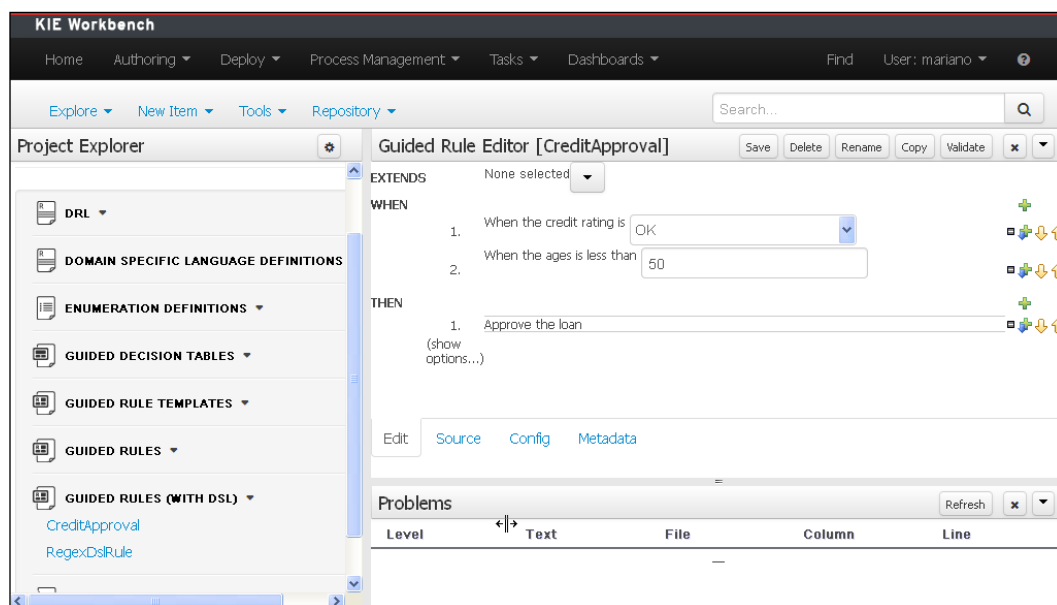 KIE Workbench
Home Authoring Deploy Process Management Tasks Dashboards Find User: mariano ?
Explore New Item Tools Repository Search...
Project Explorer
DRL
DOMAIN SPECIFIC LANGUAGE DEFINITIONS
ENUMERATION DEFINITIONS
GUIDED DECISION TABLES
GUIDED RULE TEMPLATES
GUIDED RULES
GUIDED RULES (WITH DSL)
CreditApproval
RegexDslRule
Guided Rule Editor [CreditApproval] Save Delete Rename Copy Validate x
EXTENDS None selected
WHEN
1. When the credit rating is OK
2. When the ages is less than 50
THEN
1. Approve the loan
(show
options...)
Edit Source Config Metadata
Problems Refresh x
Level Text File Column Line